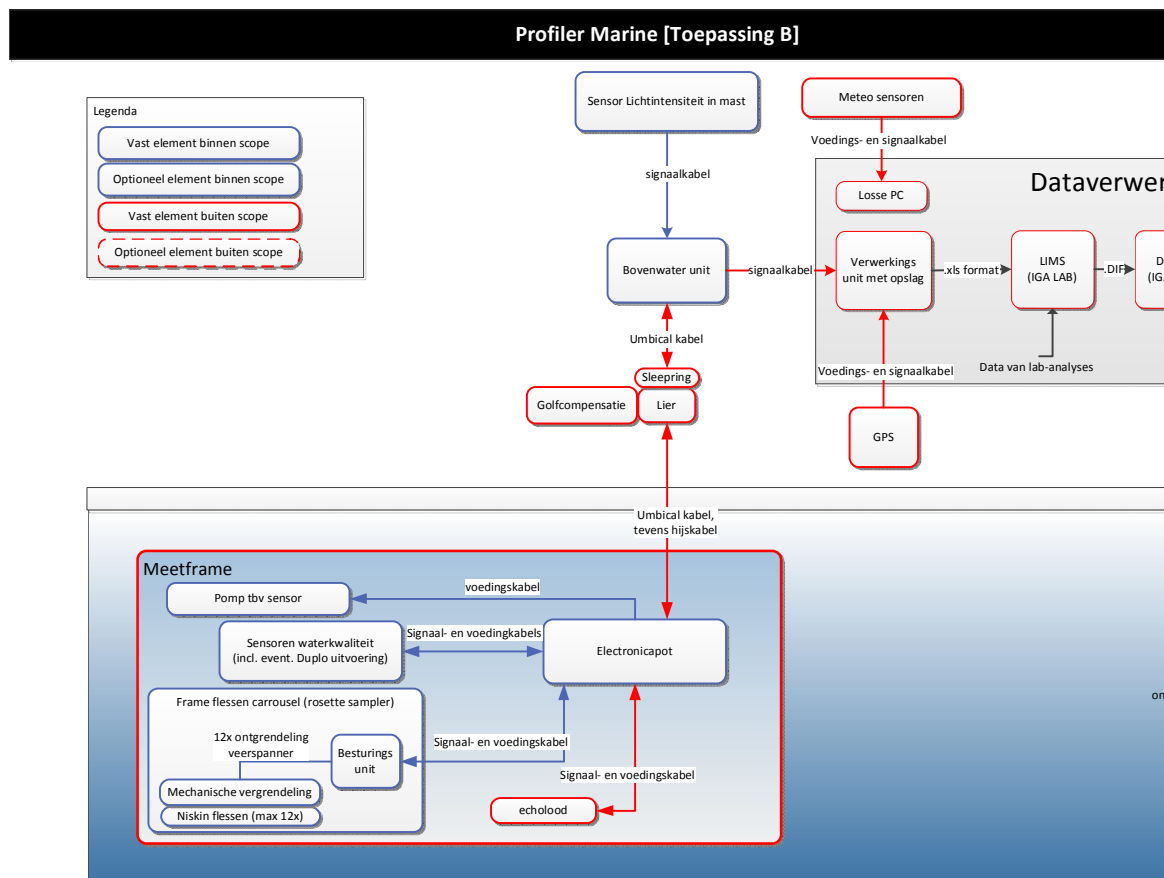 Profiler Marine [Toepassing B]
Legenda
Vast element binnen scope
Optioneel element binnen scope
Vast element buiten scope
Optioneel element buiten scope
Sensor Lichtintensiteit in mast
signaalkabel
Bovenwater unit
signaalkabel
Umbical kabel
Sleepring
Golfcompensatie
Lier
Meteo sensoren
Voedings- en signaalkabel
Losse PC
Verwerkings
unit met opslag
.xls format
LIMS
(IGA LAB)
.DIF
Data van lab-analyses
Voedings- en signaalkabel
GPS
Umbical kabel,
tevens hijskabel
Meetframe
Pomp tbv sensor
voedingskabel
Sensoren waterkwaliteit
(incl. event. Duplo uitvoering)
Signaal- en voedingkabels
Electronicapot
Frame flessen carrousel (rosette sampler)
12x ontgrendeling
veerspanner
Besturings
unit
Mechanische vergrendeling
Niskin flessen (max 12x)
Signaal- en voedingskabel
Signaal- en voedingskabel
echolood